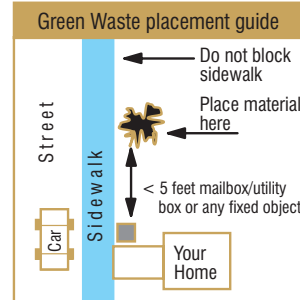 Green Waste placement guide
Do not block
sidewalk
Place material
here
Street
Sidewalk
< 5 feet mailbox/utility
box or any fixed object
Car
Your
Home